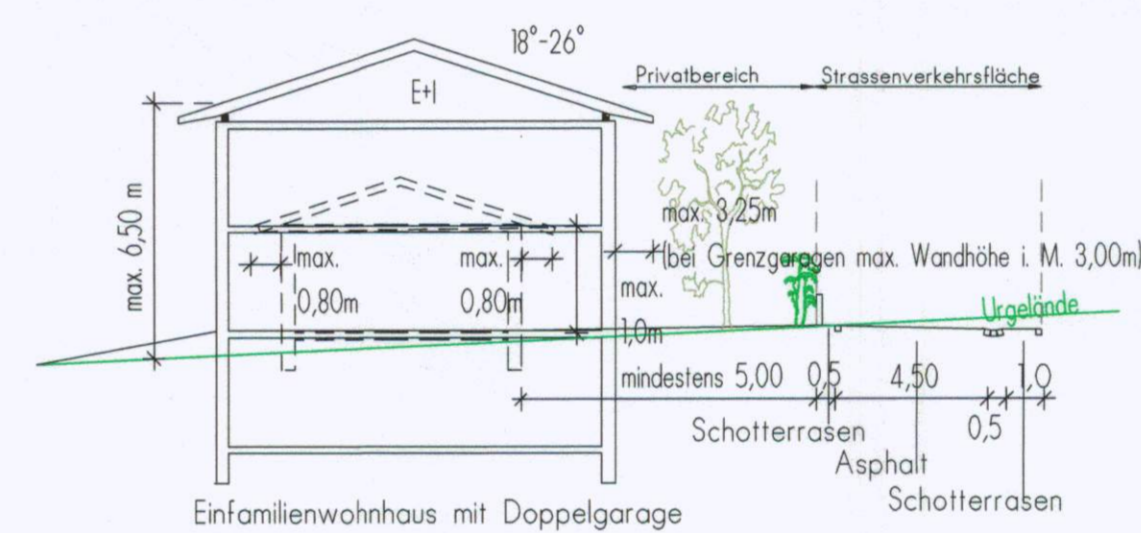 18°-26°
Privatbereich
Strassenverkehrsfläche
E+I
max. 6,50 m
max. 3,25m
(bei Grenzgaragen max. Wandhöhe i. M. 3,00m)
max.
0,80m
max.
0,80m
max.
1,0m
Urgelände
mindestens 5,00
0,5
4,50
1,0
0,5
Schotterrasen
Asphalt
Schotterrasen
Einfamilienwohnhaus mit Doppelgarage